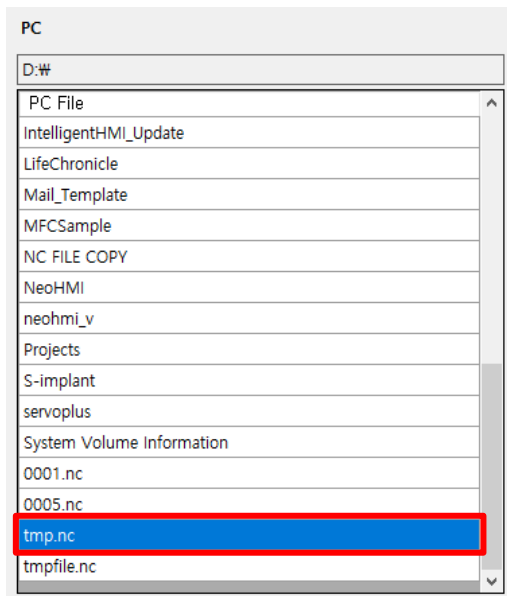 PC
D:₩
PC File
IntelligentHMI_Update
LifeChronicle
Mail_Template
MFCSample
NC FILE COPY
NeoHMI
neohmi_v
Projects
S-implant
servoplus
System Volume Information
0001.nc
0005.nc
tmp.nc
tmpfile.nc